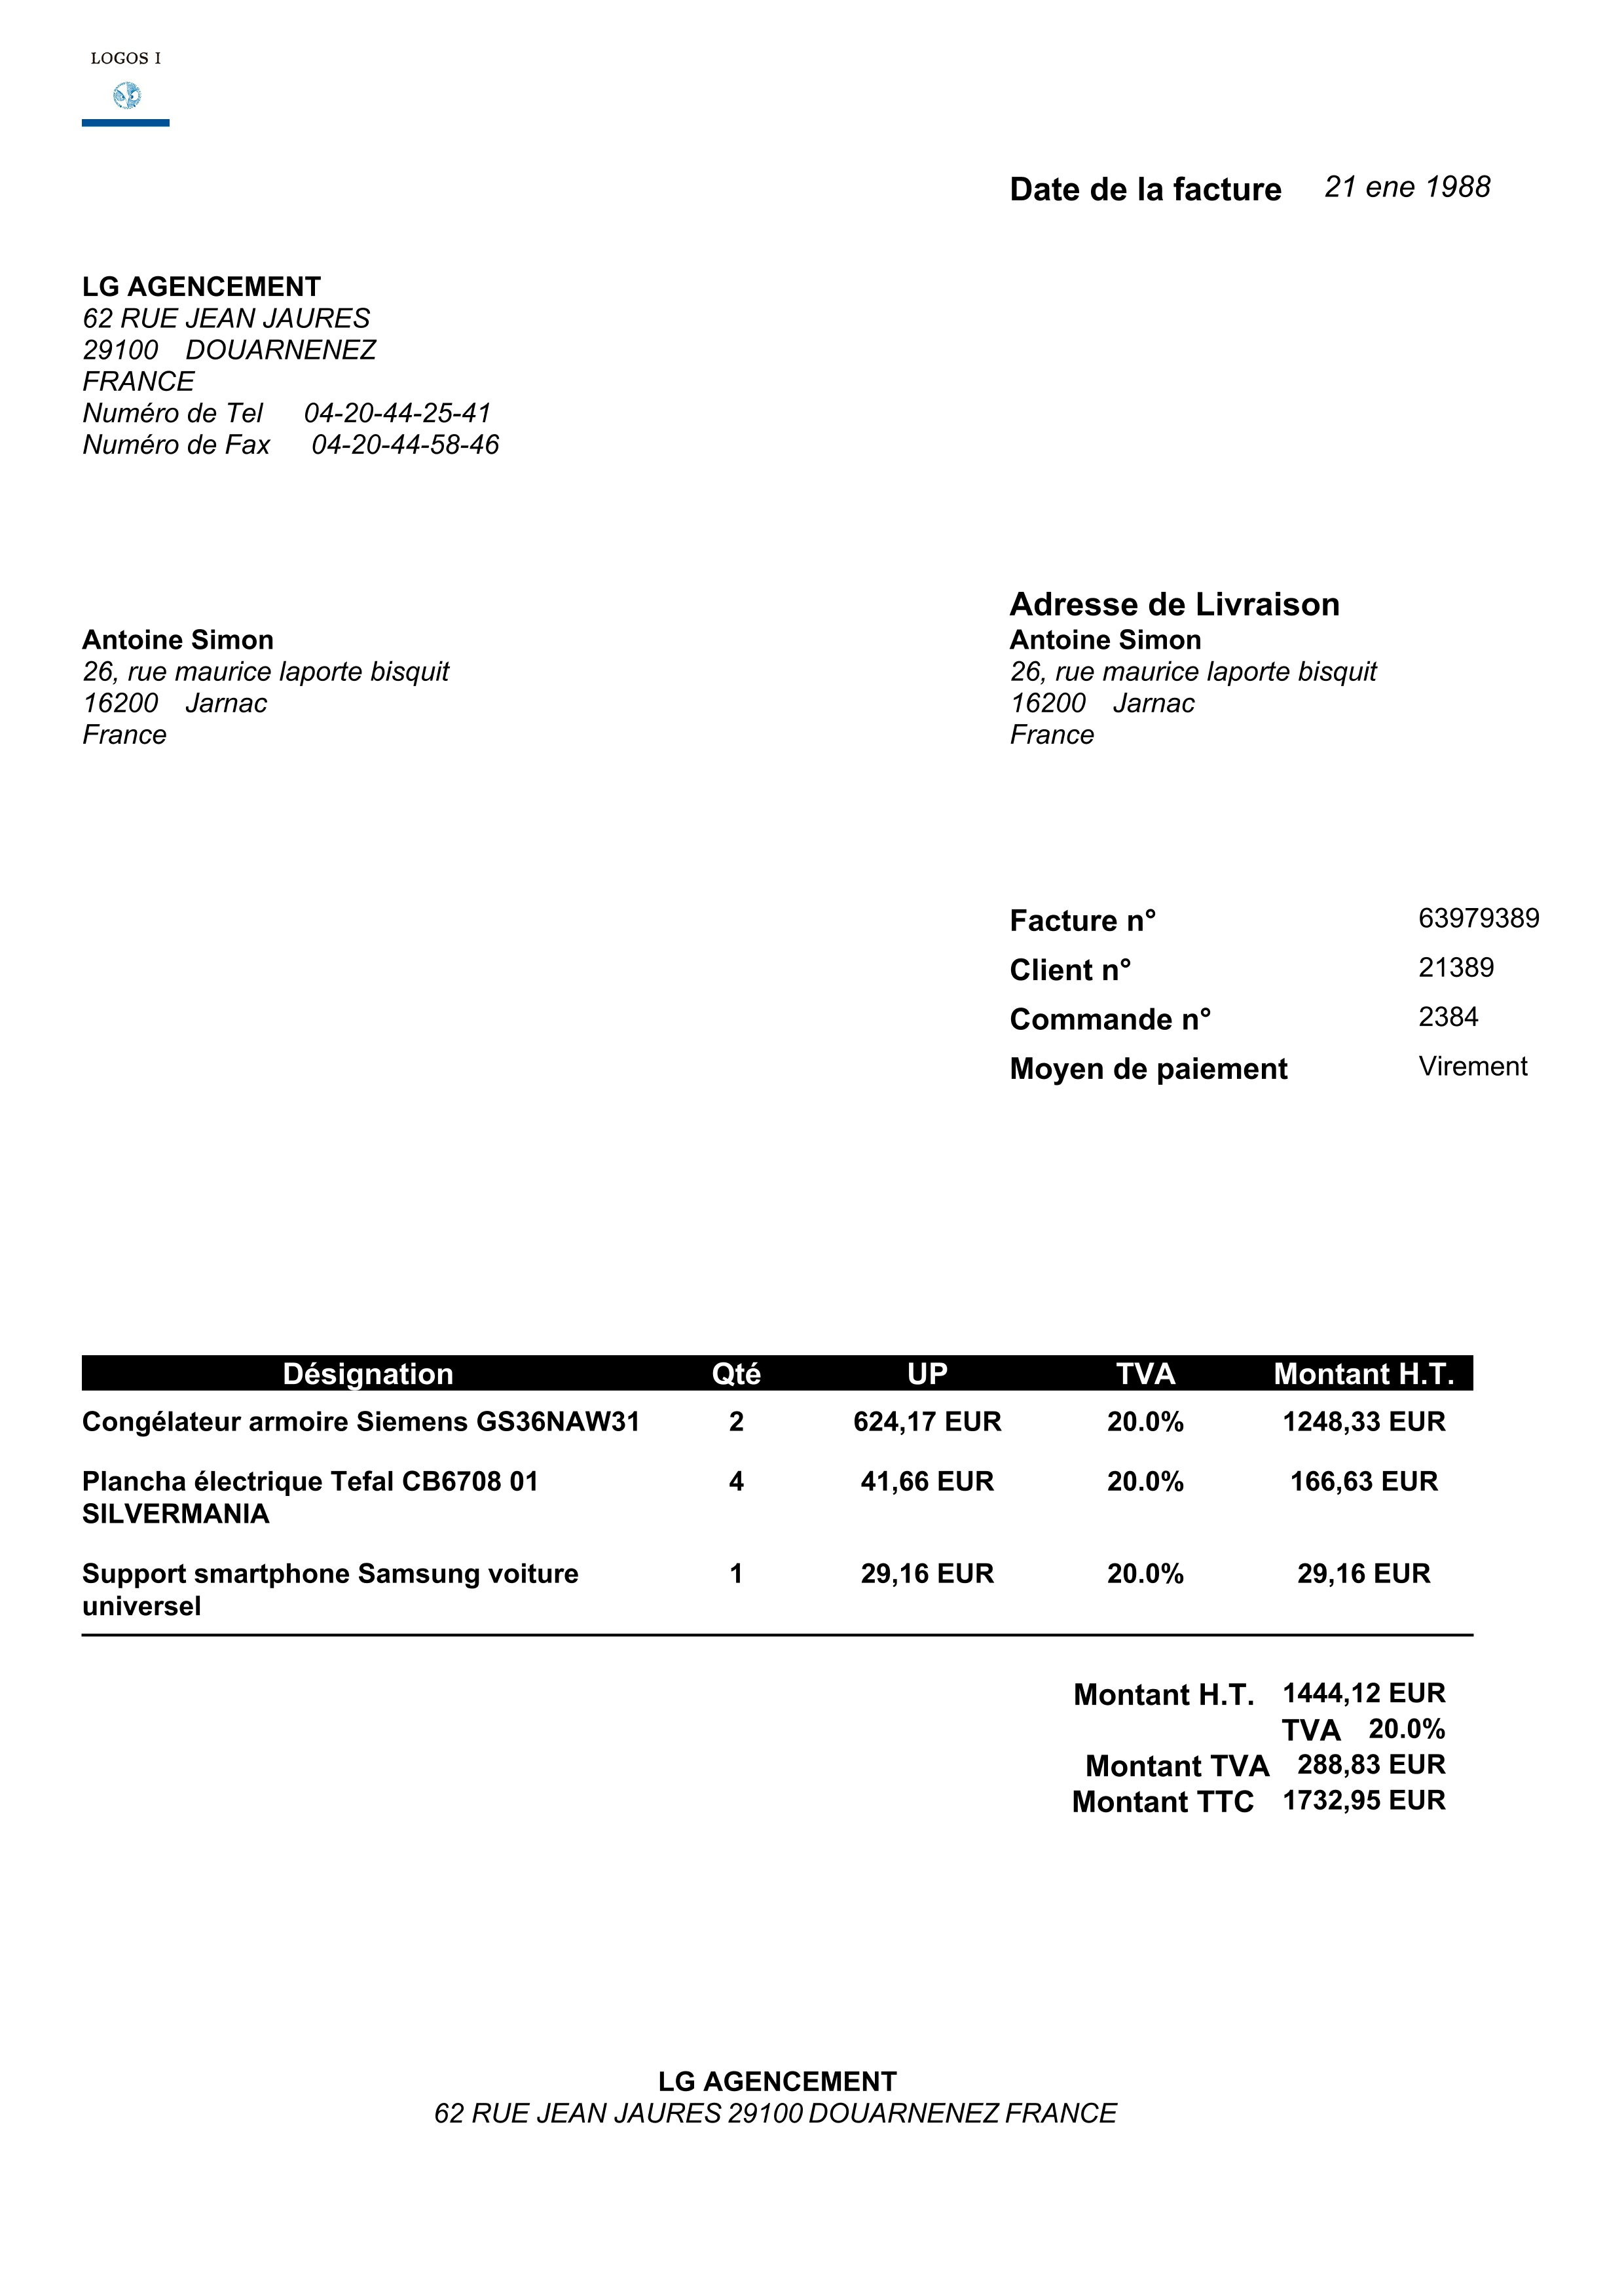 LOGOS I
Date de la facture 21 ene 1988
LG AGENCEMENT
62 RUE JEAN JAURES
29100 DOUARNENEZ
FRANCE
Numéro de Tel 04-20-44-25-41
Numéro de Fax 04-20-44-58-46
Antoine Simon
26, rue maurice laporte bisquit
16200 Jarnac
France
Adresse de Livraison
Antoine Simon
26, rue maurice laporte bisquit
16200 Jarnac
France
Facture n° 63979389
Client n° 21389
Commande n° 2384
Moyen de paiement Virement
Désignation Qté UP TVA Montant H.T.
Congélateur armoire Siemens GS36NAW31 2 624,17 EUR 20.0% 1248,33 EUR
Plancha électrique Tefal CB6708 01 4 41,66 EUR 20.0% 166,63 EUR
SILVERMANIA
Support smartphone Samsung voiture 1 29,16 EUR 20.0% 29,16 EUR
universel
Montant H.T. 1444,12 EUR
TVA 20.0%
Montant TVA 288,83 EUR
Montant TTC 1732,95 EUR
LG AGENCEMENT
62 RUE JEAN JAURES 29100 DOUARNENEZ FRANCE